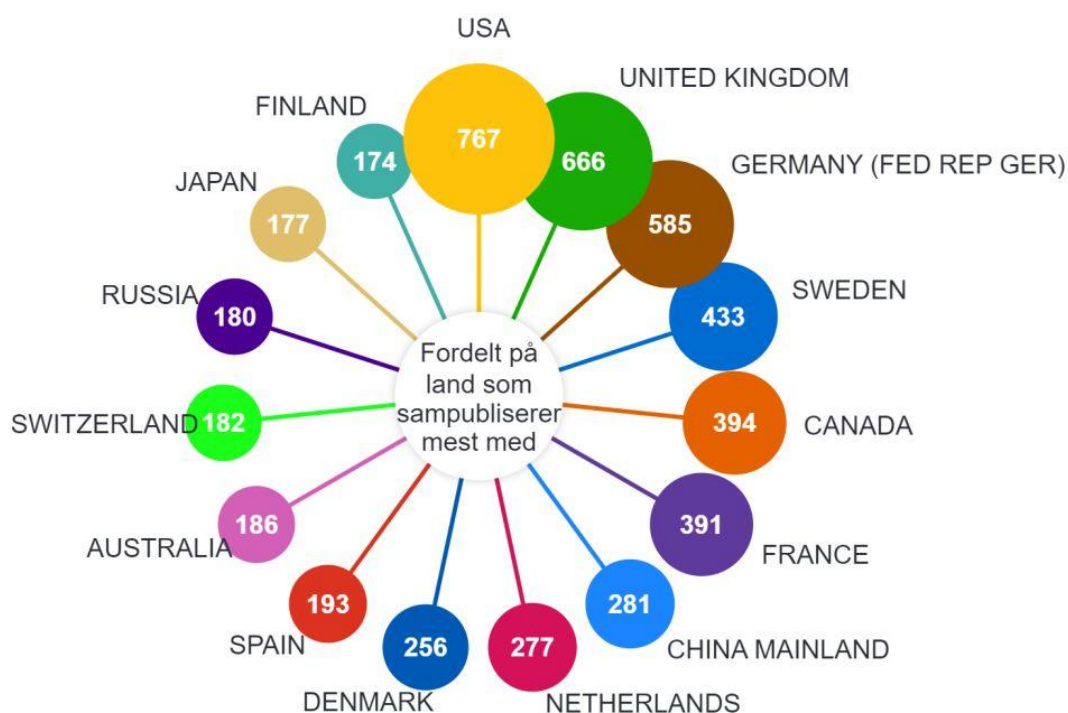 USA
767
UNITED KINGDOM
666
GERMANY (FED REP GER)
585
SWEDEN
433
CANADA
394
FRANCE
391
CHINA MAINLAND
281
NETHERLANDS
277
DENMARK
256
SPAIN
193
AUSTRALIA
186
SWITZERLAND
182
RUSSIA
180
JAPAN
177
FINLAND
174
Fordelt på
land som
sampubliserer
mest med